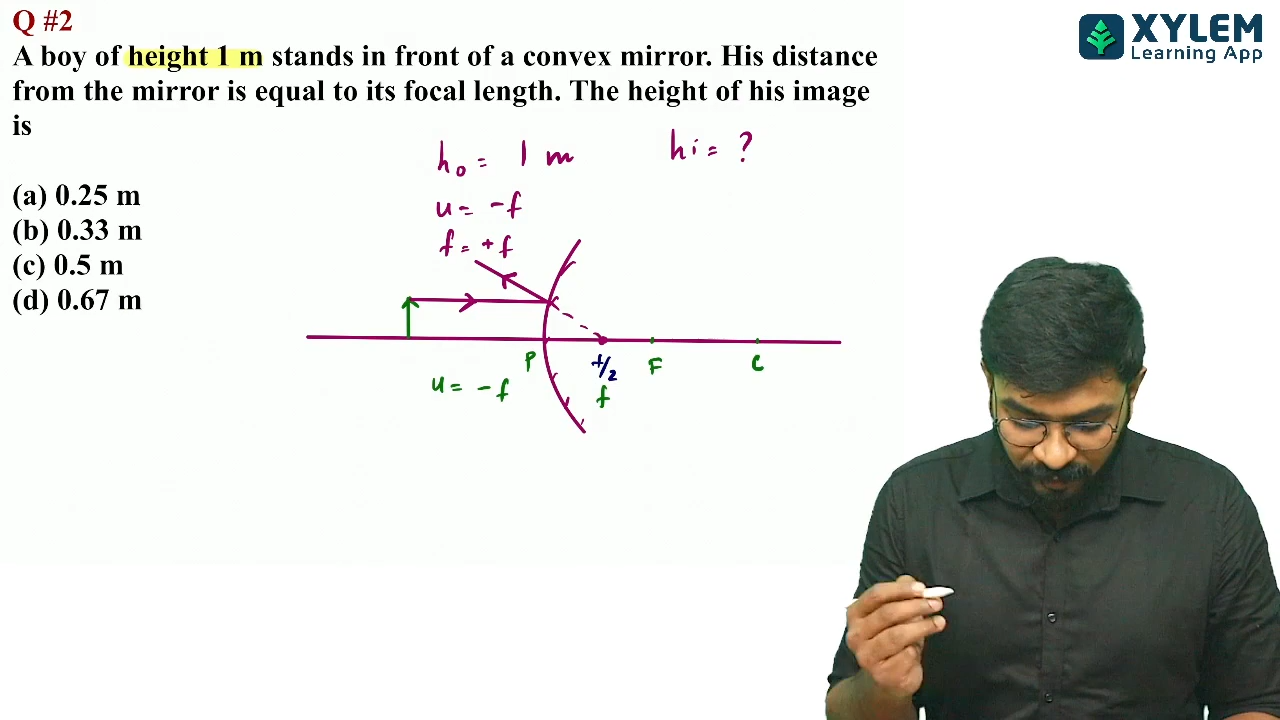 Q #2
XYLEM
Learning App
A boy of height 1 m stands in front of a convex mirror. His distance
from the mirror is equal to its focal length. The height of his image
is
(a) 0.25 m
(b) 0.33 m
(c) 0.5 m
(d) 0.67 m
ho = 1 m
hi = ?
u = -f
f = +f
P
F
C
u = -f
f